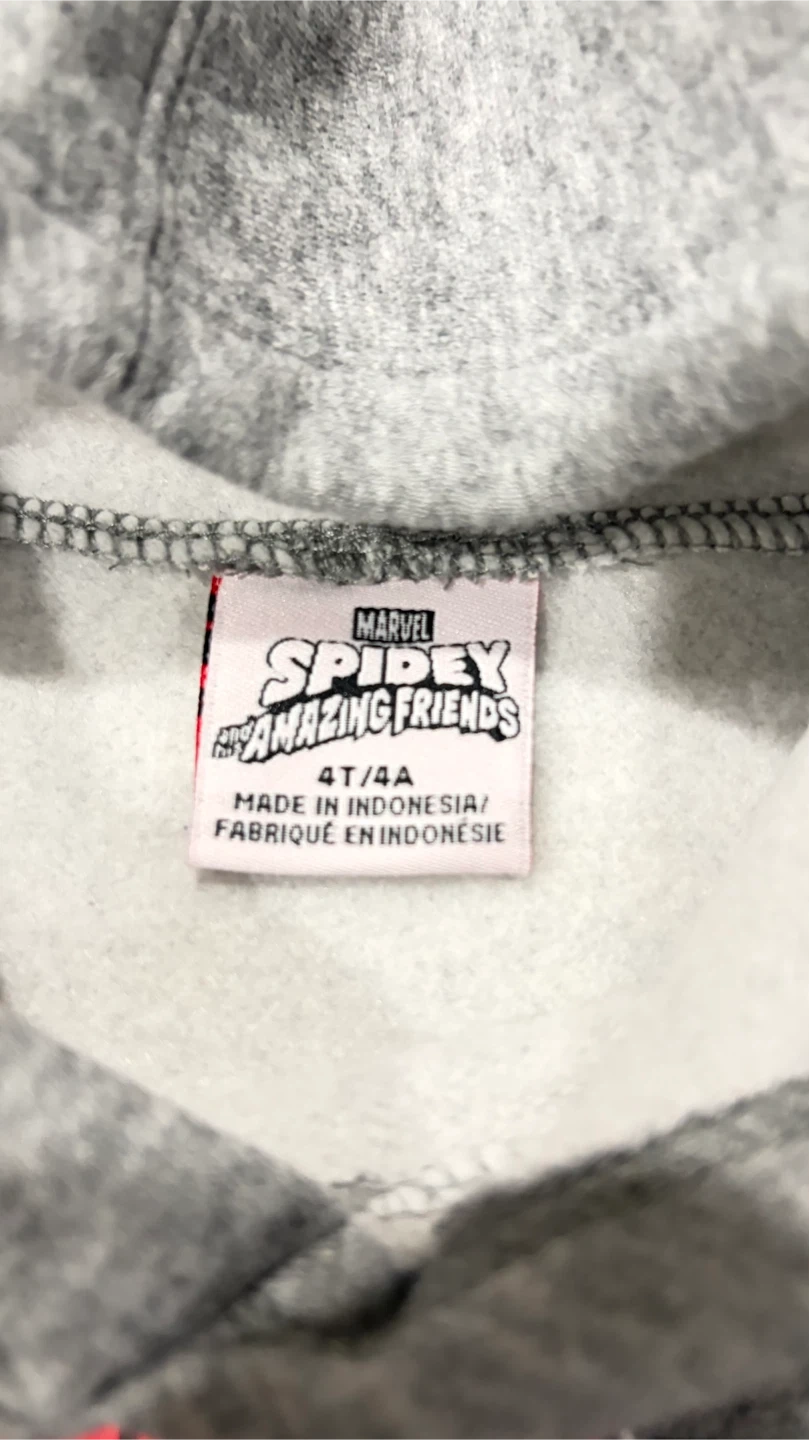 MARVEL
SPIDEY
and his AMAZING FRIENDS
4T/4A
MADE IN INDONESIA/
FABRIQUÉ EN INDONÉSIE